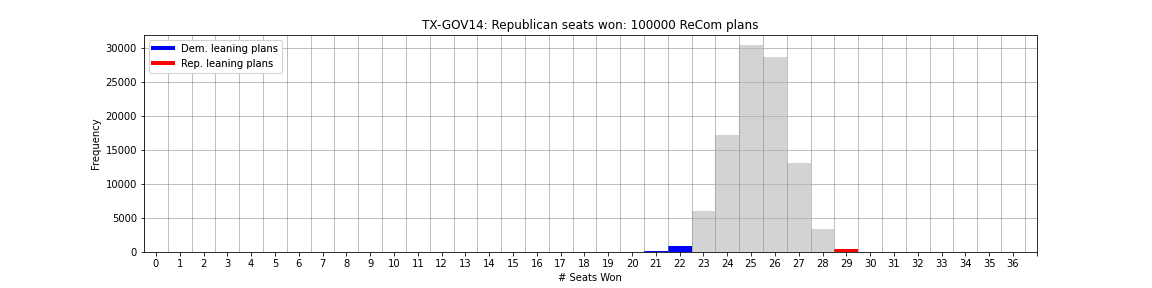 TX-GOV14: Republican seats won: 100000 ReCom plans
Dem. leaning plans
Rep. leaning plans
Frequency
30000
25000
20000
15000
10000
5000
0
0 1 2 3 4 5 6 7 8 9 10 11 12 13 14 15 16 17 18 19 20 21 22 23 24 25 26 27 28 29 30 31 32 33 34 35 36
# Seats Won